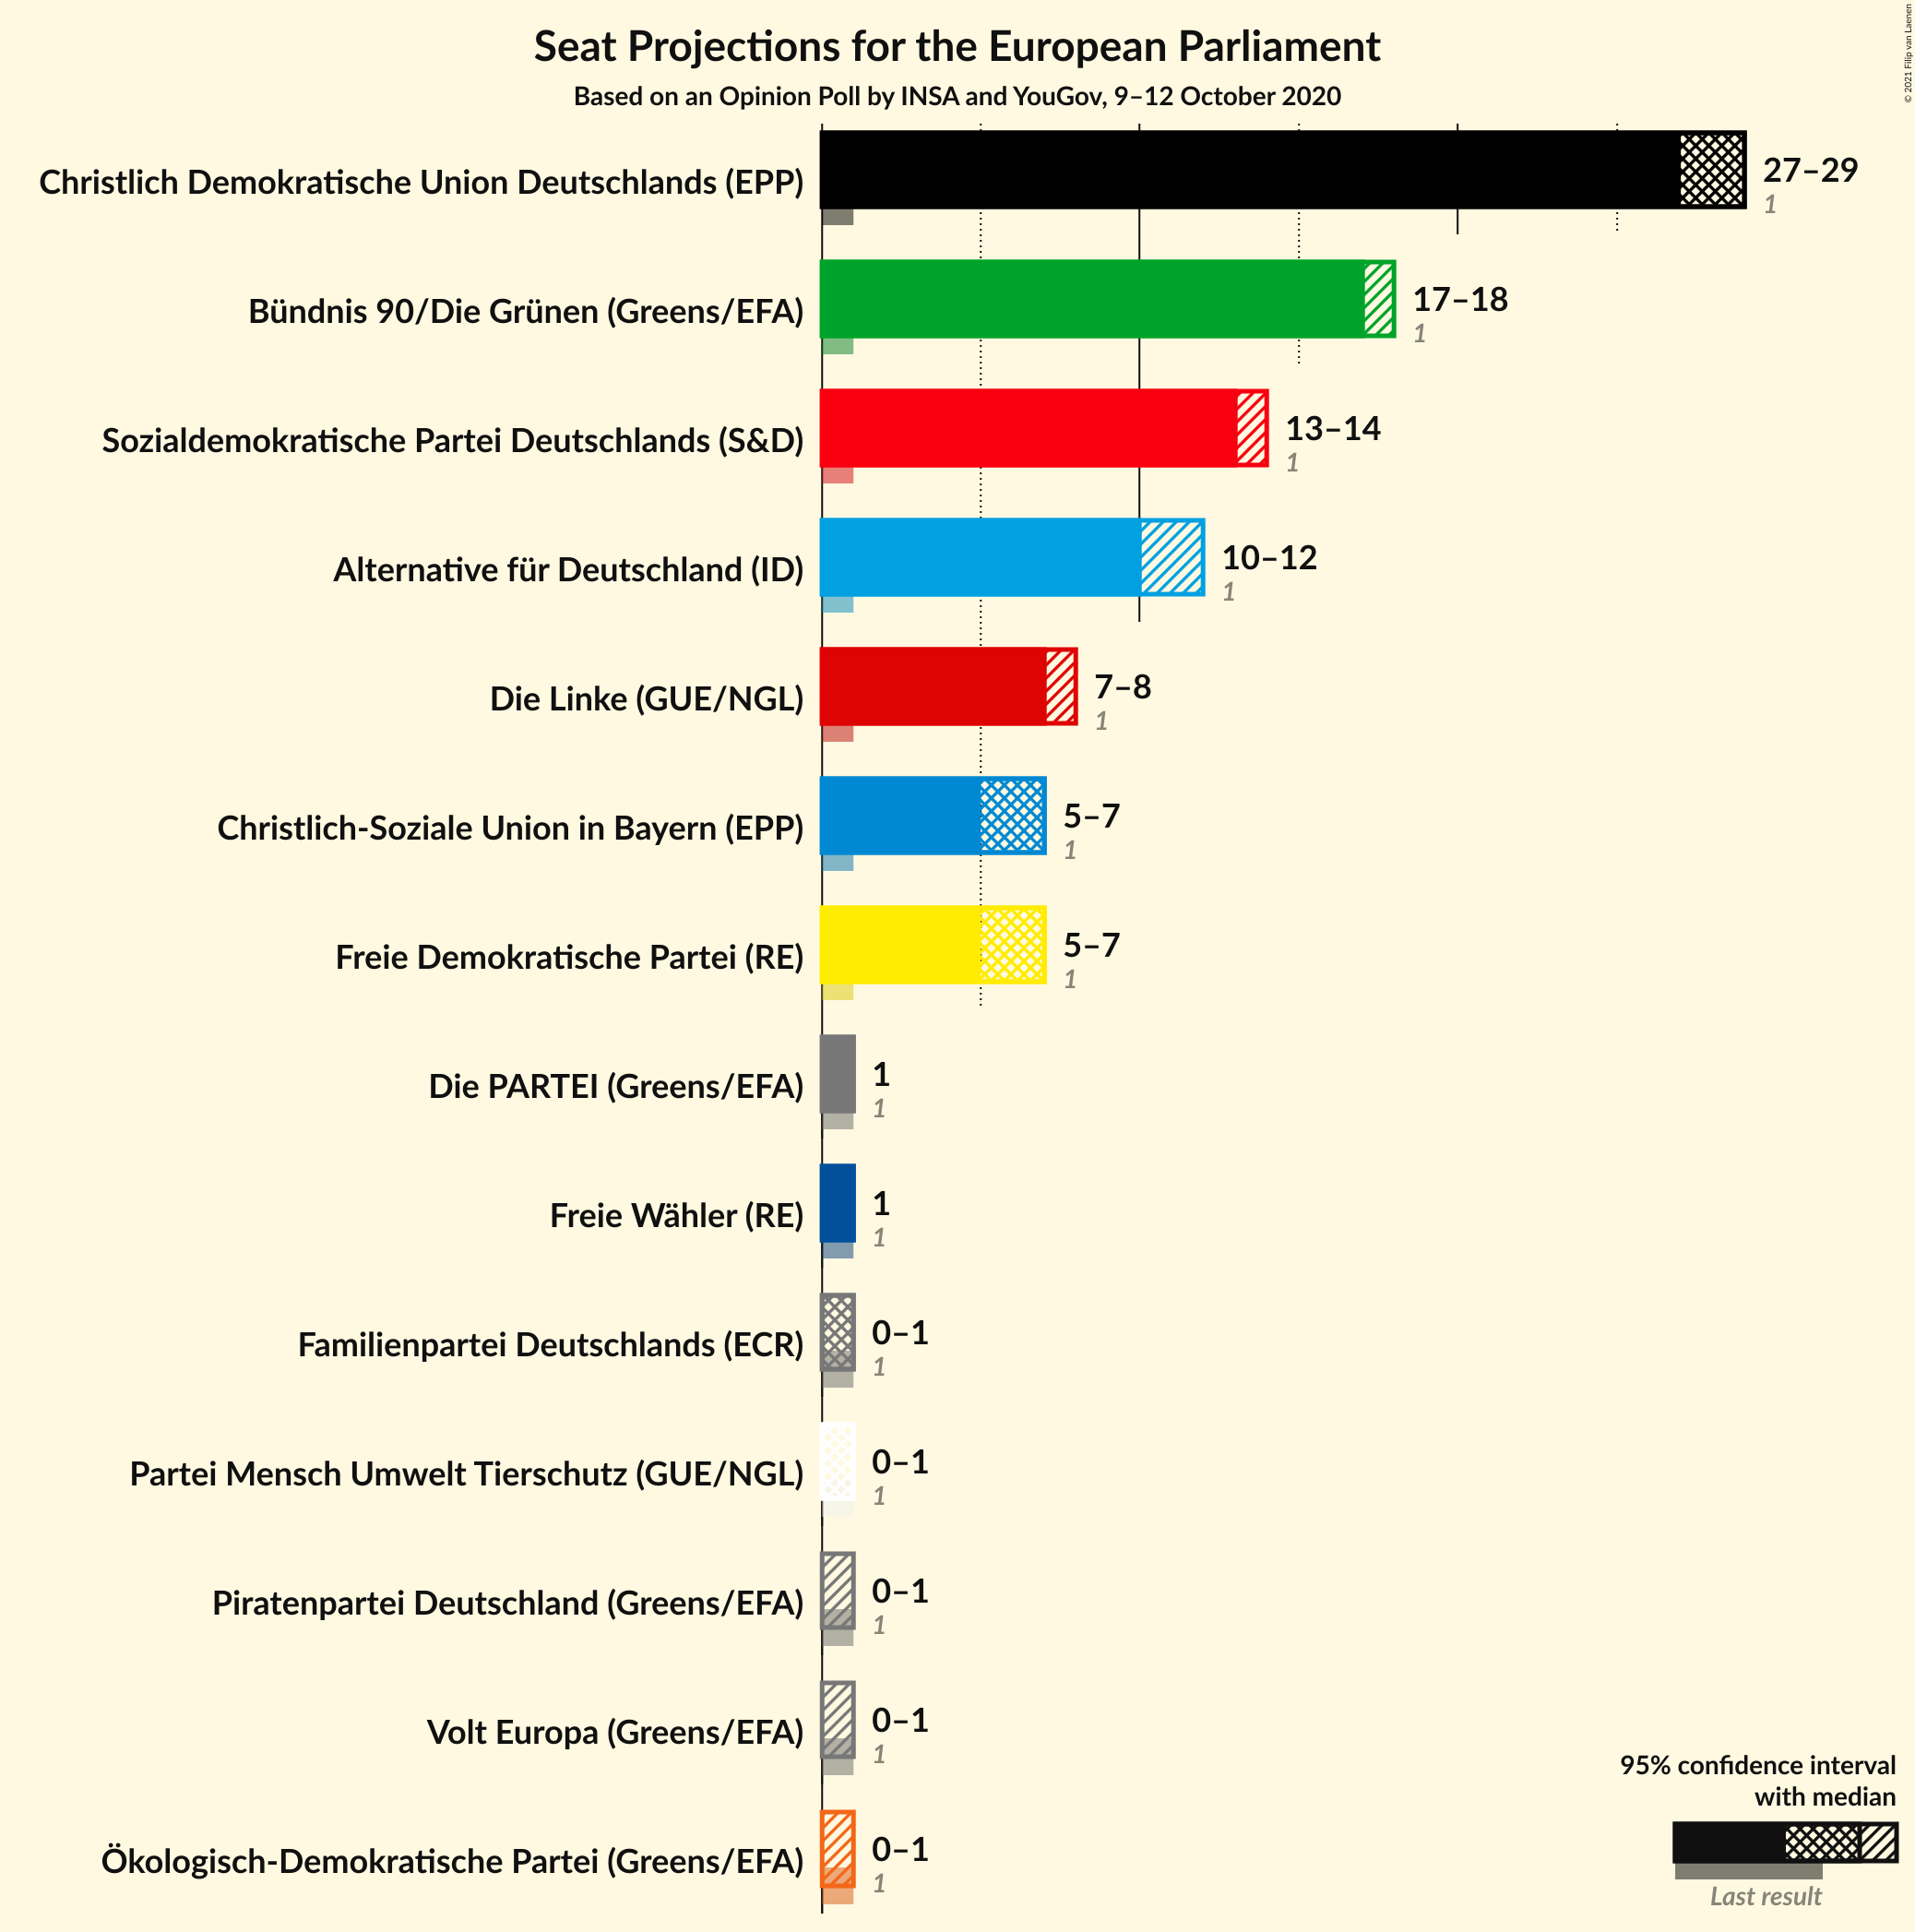 Seat Projections for the European Parliament
Based on an Opinion Poll by INSA and YouGov, 9–12 October 2020
© 2021 Filip van Laenen
Christlich Demokratische Union Deutschlands (EPP)
27–29
1
Bündnis 90/Die Grünen (Greens/EFA)
17–18
1
Sozialdemokratische Partei Deutschlands (S&D)
13–14
1
Alternative für Deutschland (ID)
10–12
1
Die Linke (GUE/NGL)
7–8
1
Christlich-Soziale Union in Bayern (EPP)
5–7
1
Freie Demokratische Partei (RE)
5–7
1
Die PARTEI (Greens/EFA)
1
1
Freie Wähler (RE)
1
1
Familienpartei Deutschlands (ECR)
0–1
1
Partei Mensch Umwelt Tierschutz (GUE/NGL)
0–1
1
Piratenpartei Deutschland (Greens/EFA)
0–1
1
Volt Europa (Greens/EFA)
0–1
1
Ökologisch-Demokratische Partei (Greens/EFA)
0–1
1
95% confidence interval
with median
Last result